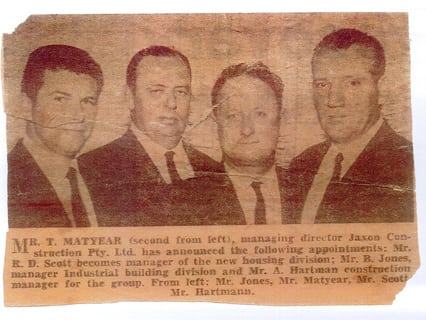 MR. T. MATYEAR (second from left), managing director Jaxon Con-
struction Pty. Ltd. has announced the following appointments: Mr.
R. D. Scott becomes manager of the new housing division; Mr. B. Jones,
manager Industrial building division and Mr. A. Hartman construction
manager for the group. From left: Mr. Jones, Mr. Matyear, Mr. Scott
Mr. Hartmann.